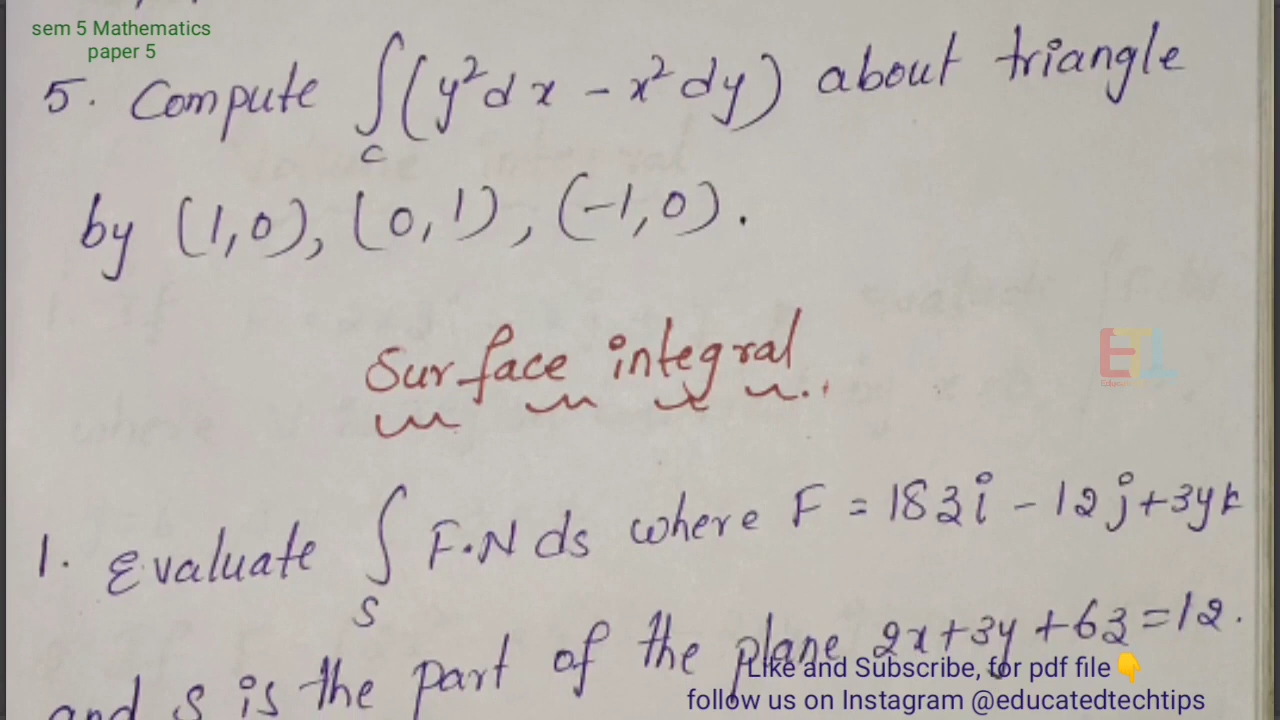 sem 5 Mathematics
paper 5
5. Compute ∫_C (y²dx - x²dy) about triangle
by (1,0), (0,1), (-1,0).
Surface integral
1. Evaluate ∫_S F.N ds where F = 18zi - 12j + 3yk
and S is the part of the plane 2x+3y+6z=12.
Like and Subscribe, for pdf file👇
follow us on Instagram @educatedtechtips